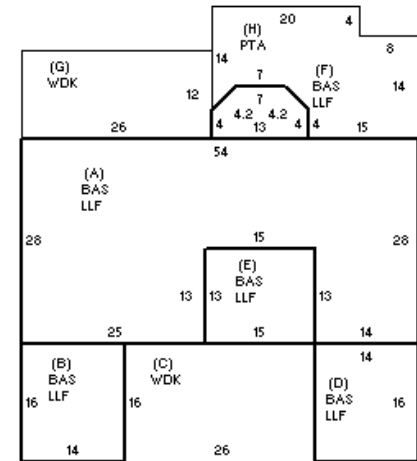 (H) 20 4
PTA
8
(G) 14 7 (F)
WDK BAS
LLF
12 7 14
4.2 4.2
4 4 4
26 13 15
54
(A)
BAS
LLF
28 15 28
(E)
BAS
LLF
13 13 13
25 15 14
(B) (C) 14
BAS WDK (D)
LLF BAS
LLF
16 16 16
14 26